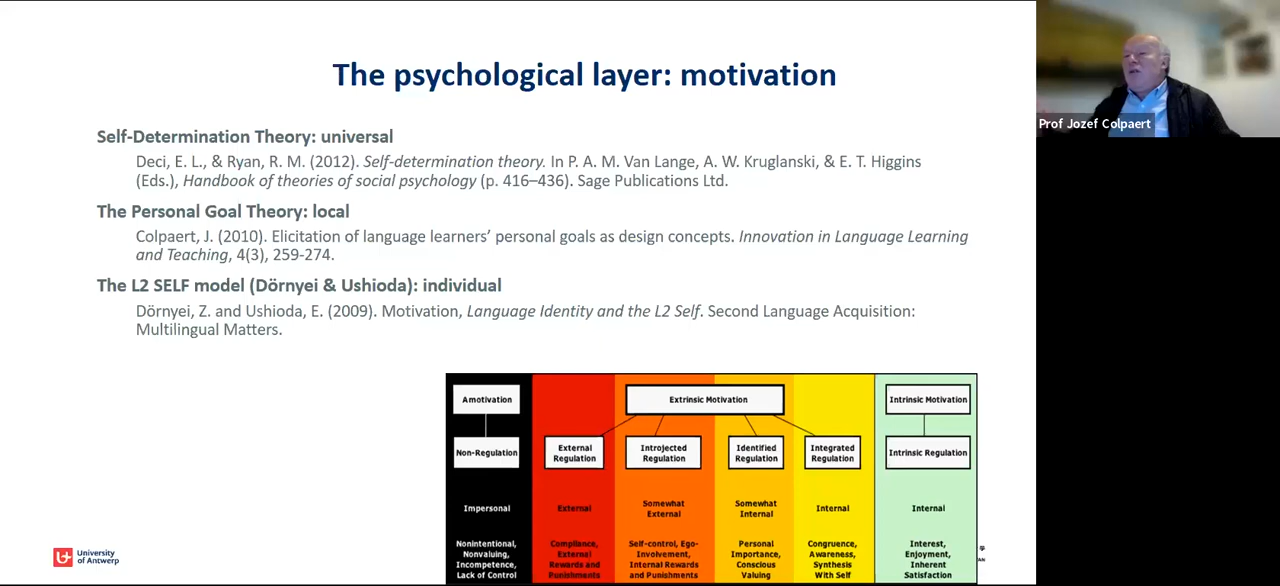 The psychological layer: motivation
Self-Determination Theory: universal
Deci, E. L., & Ryan, R. M. (2012). Self-determination theory. In P. A. M. Van Lange, A. W. Kruglanski, & E. T. Higgins
(Eds.), Handbook of theories of social psychology (p. 416–436). Sage Publications Ltd.
The Personal Goal Theory: local
Colpaert, J. (2010). Elicitation of language learners’ personal goals as design concepts. Innovation in Language Learning
and Teaching, 4(3), 259-274.
The L2 SELF model (Dörnyei & Ushioda): individual
Dörnyei, Z. and Ushioda, E. (2009). Motivation, Language Identity and the L2 Self. Second Language Acquisition:
Multilingual Matters.
Amotivation
Extrinsic Motivation
Intrinsic Motivation
Non-Regulation
External
Regulation
Introjected
Regulation
Identified
Regulation
Integrated
Regulation
Intrinsic Regulation
Impersonal
External
Somewhat
External
Somewhat
Internal
Internal
Internal
Nonintentional,
Nonvaluing,
Incompetence,
Lack of Control
Compliance,
External
Rewards and
Punishments
Self-control, Ego-
Involvement,
Internal Rewards
and Punishments
Personal
Importance,
Conscious
Valuing
Congruence,
Awareness,
Synthesis
With Self
Interest,
Enjoyment,
Inherent
Satisfaction
University
of Antwerp
Prof Jozef Colpaert